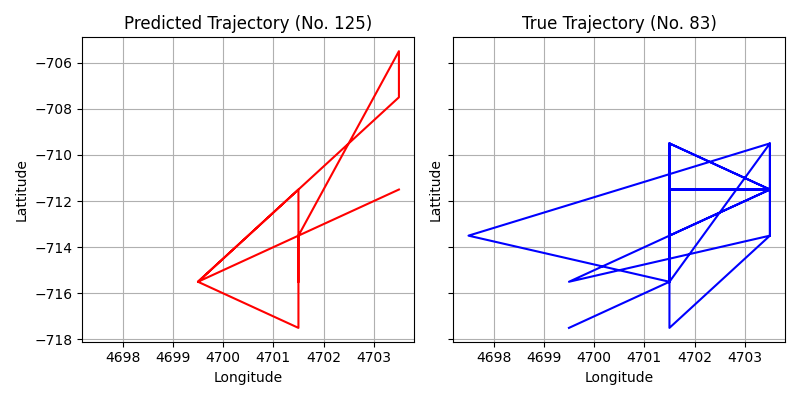 Predicted Trajectory (No. 125)
Lattitude
−706
−708
−710
−712
−714
−716
−718
4698 4699 4700 4701 4702 4703
Longitude
True Trajectory (No. 83)
Lattitude
4698 4699 4700 4701 4702 4703
Longitude